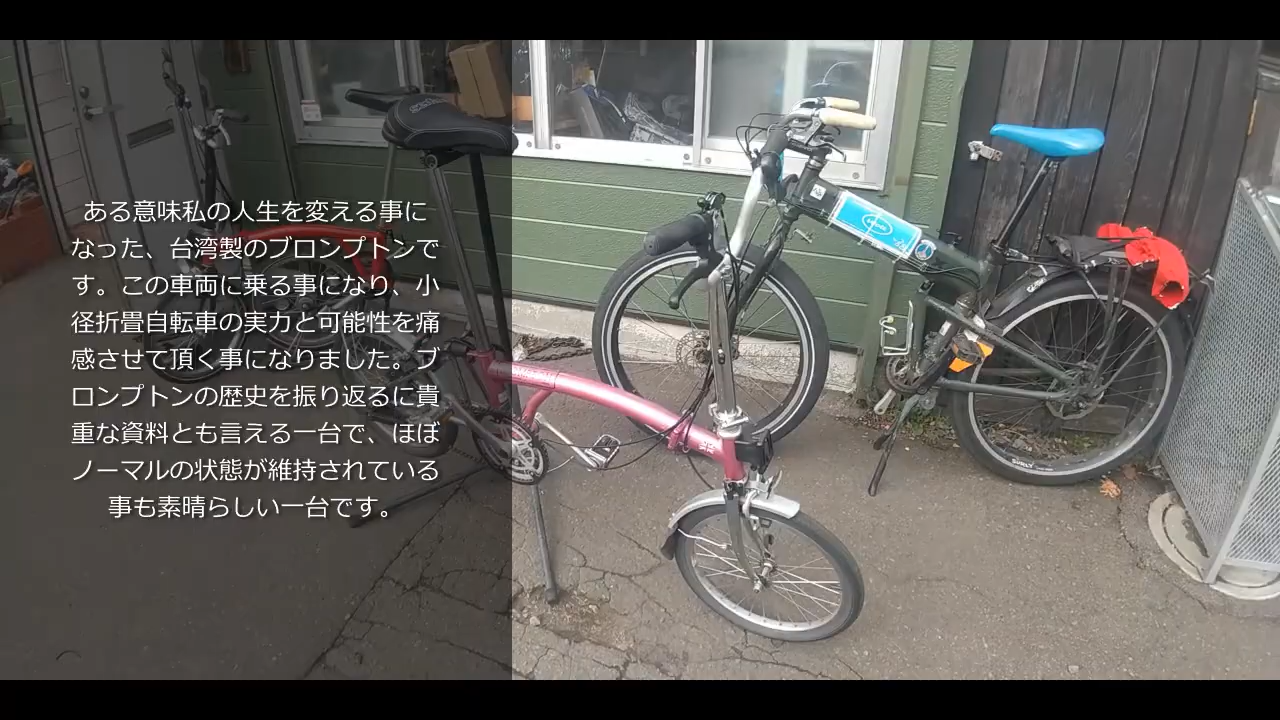 ある意味私の人生を変える事に
なった、台湾製のブロンプトンで
す。この車両に乗る事になり、小
径折畳自転車の実力と可能性を痛
感させて頂く事になりました。ブ
ロンプトンの歴史を振り返るに貴
重な資料とも言える一台で、ほぼ
ノーマルの状態が維持されている
事も素晴らしい一台です。
SURLY